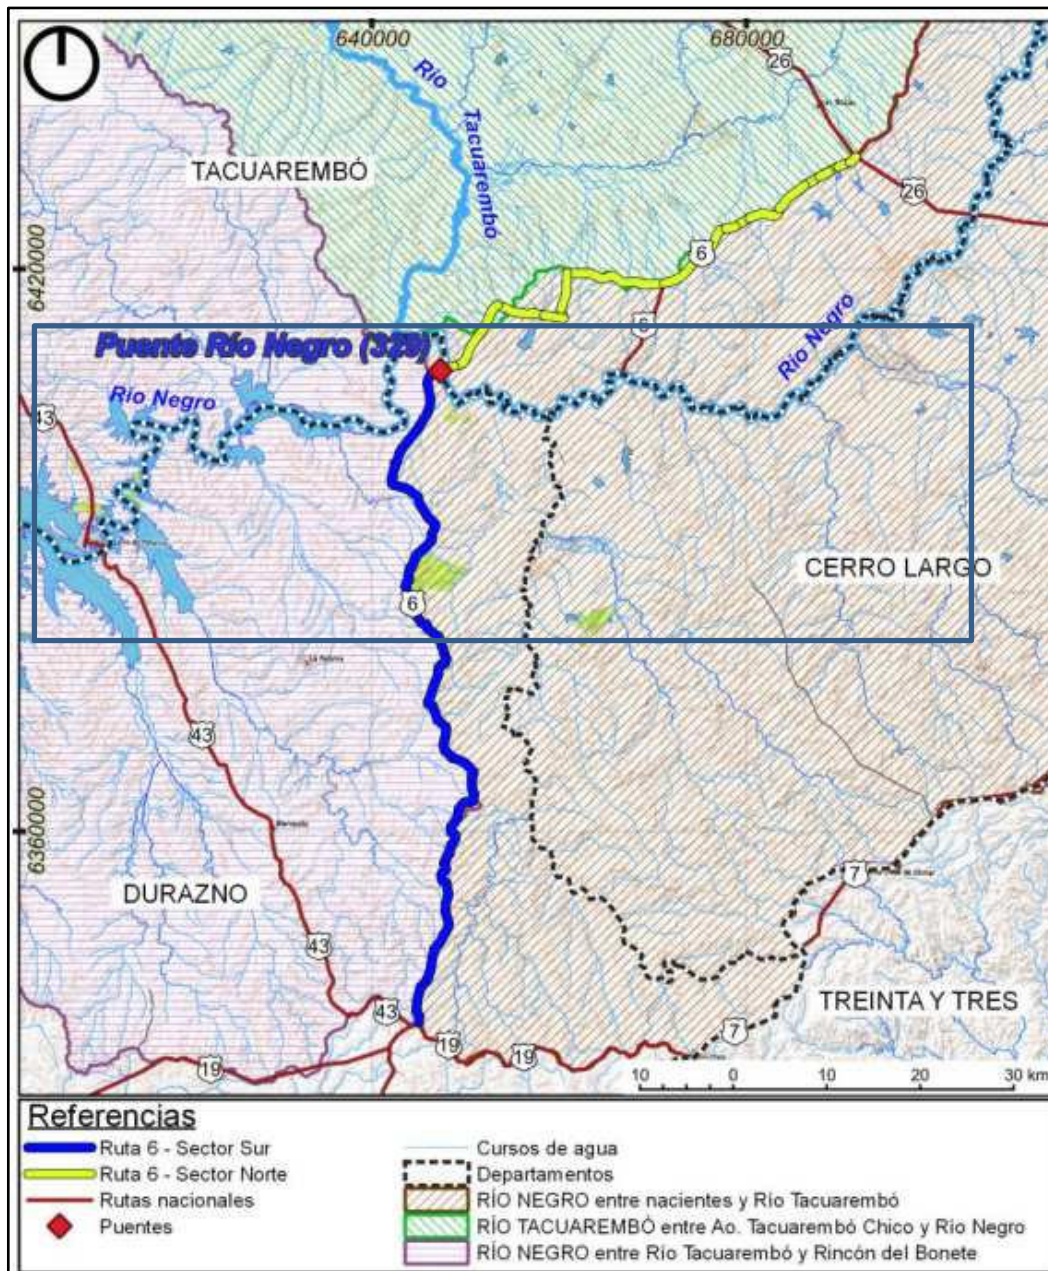 640000
680000
26
Río
Tacuarembó
TACUAREMBÓ
26
6
6420000
6
Puente Río Negro (329)
Río Negro
Río Negro
43
CERRO LARGO
6
43
6360000
7
DURAZNO
43
TREINTA Y TRES
43
7
19
19
19
10 0 10 20 30 km
Referencias
Ruta 6 - Sector Sur
Ruta 6 - Sector Norte
Rutas nacionales
Puentes
Cursos de agua
Departamentos
RÍO NEGRO entre nacientes y Río Tacuarembó
RÍO TACUAREMBÓ entre Ao. Tacuarembó Chico y Río Negro
RÍO NEGRO entre Río Tacuarembó y Rincón del Bonete